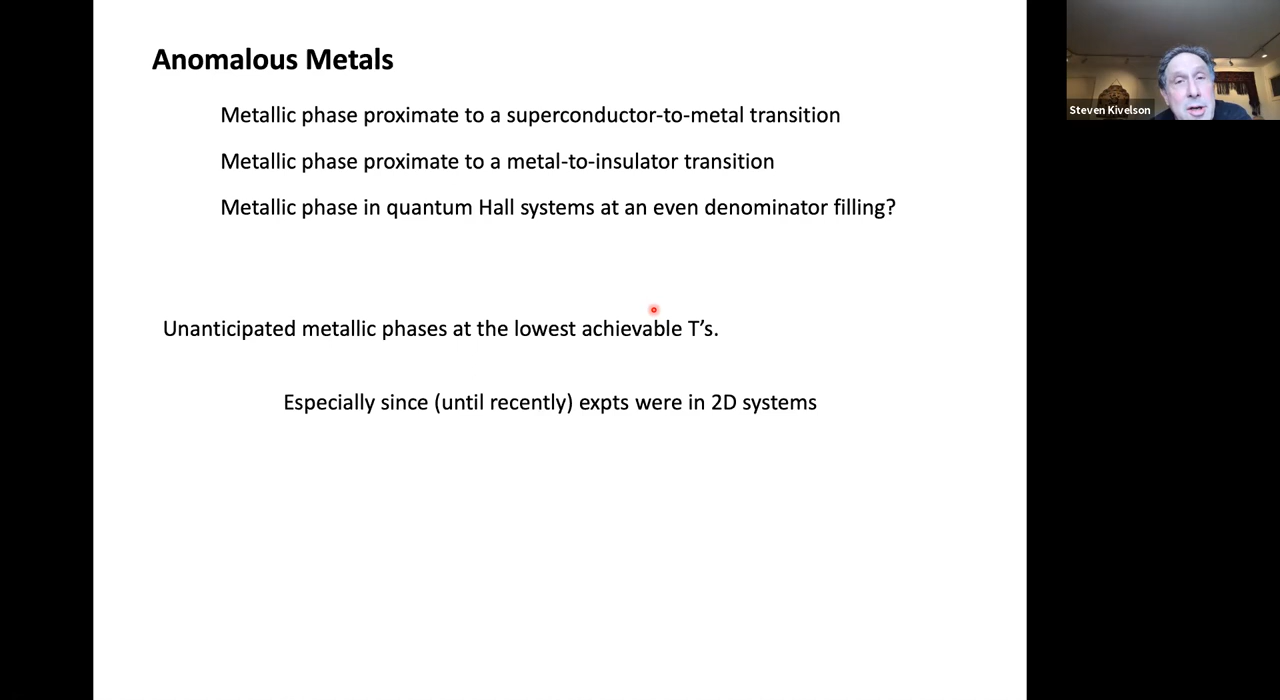 Anomalous Metals
Metallic phase proximate to a superconductor-to-metal transition
Metallic phase proximate to a metal-to-insulator transition
Metallic phase in quantum Hall systems at an even denominator filling?
Unanticipated metallic phases at the lowest achievable T's.
Especially since (until recently) expts were in 2D systems
Steven Kivelson